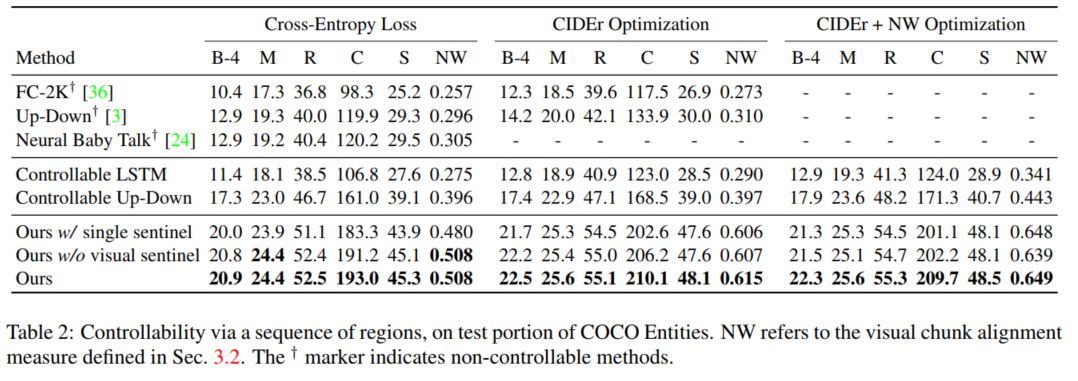 Cross-Entropy Loss CIDEr Optimization CIDEr + NW Optimization
Method B-4 M R C S NW B-4 M R C S NW B-4 M R C S NW
FC-2K† [36] 10.4 17.3 36.8 98.3 25.2 0.257 12.3 18.5 39.6 117.5 26.9 0.273 - - - - - -
Up-Down† [3] 12.9 19.3 40.0 119.9 29.3 0.296 14.2 20.0 42.1 133.9 30.0 0.310 - - - - - -
Neural Baby Talk† [24] 12.9 19.2 40.4 120.2 29.5 0.305 - - - - - - - - - - - -
Controllable LSTM 11.4 18.1 38.5 106.8 27.6 0.275 12.8 18.9 40.9 123.0 28.5 0.290 12.9 19.3 41.3 124.0 28.9 0.341
Controllable Up-Down 17.3 23.0 46.7 161.0 39.1 0.396 17.4 22.9 47.1 168.5 39.0 0.397 17.9 23.6 48.2 171.3 40.7 0.443
Ours w/ single sentinel 20.0 23.9 51.1 183.3 43.9 0.480 21.7 25.3 54.5 202.6 47.6 0.606 21.3 25.3 54.5 201.1 48.1 0.648
Ours w/o visual sentinel 20.8 24.4 52.4 191.2 45.1 0.508 22.2 25.4 55.0 206.2 47.6 0.607 21.5 25.1 54.7 202.2 48.1 0.639
Ours 20.9 24.4 52.5 193.0 45.3 0.508 22.5 25.6 55.1 210.1 48.1 0.615 22.3 25.6 55.3 209.7 48.5 0.649
Table 2: Controllability via a sequence of regions, on test portion of COCO Entities. NW refers to the visual chunk alignment
measure defined in Sec. 3.2. The † marker indicates non-controllable methods.